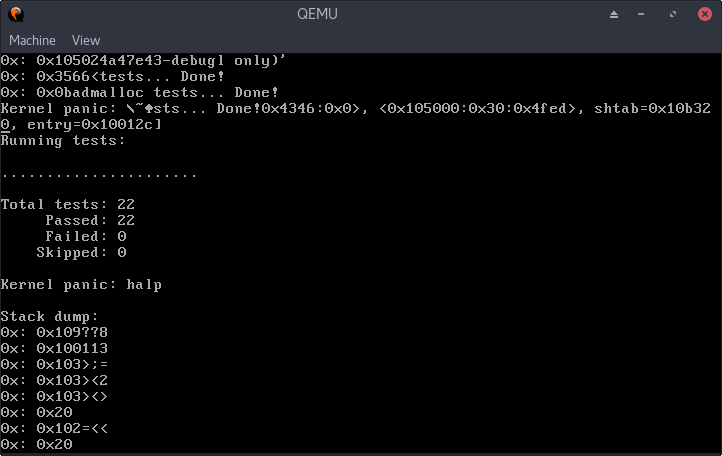 QEMU
Machine View
0x: 0x105024a47e43-debugl only)'
0x: 0x3566<tests... Done!
0x: 0x0badmalloc tests... Done!
Kernel panic: \~♠sts... Done!0x4346:0x0>, <0x105000:0x30:0x4fed>, shtab=0x10b32
0, entry=0x10012c]
Running tests:
......................
Total tests: 22
Passed: 22
Failed: 0
Skipped: 0
Kernel panic: halp
Stack dump:
0x: 0x109??8
0x: 0x100113
0x: 0x103>;=
0x: 0x103><2
0x: 0x103><>
0x: 0x20
0x: 0x102=<<
0x: 0x20